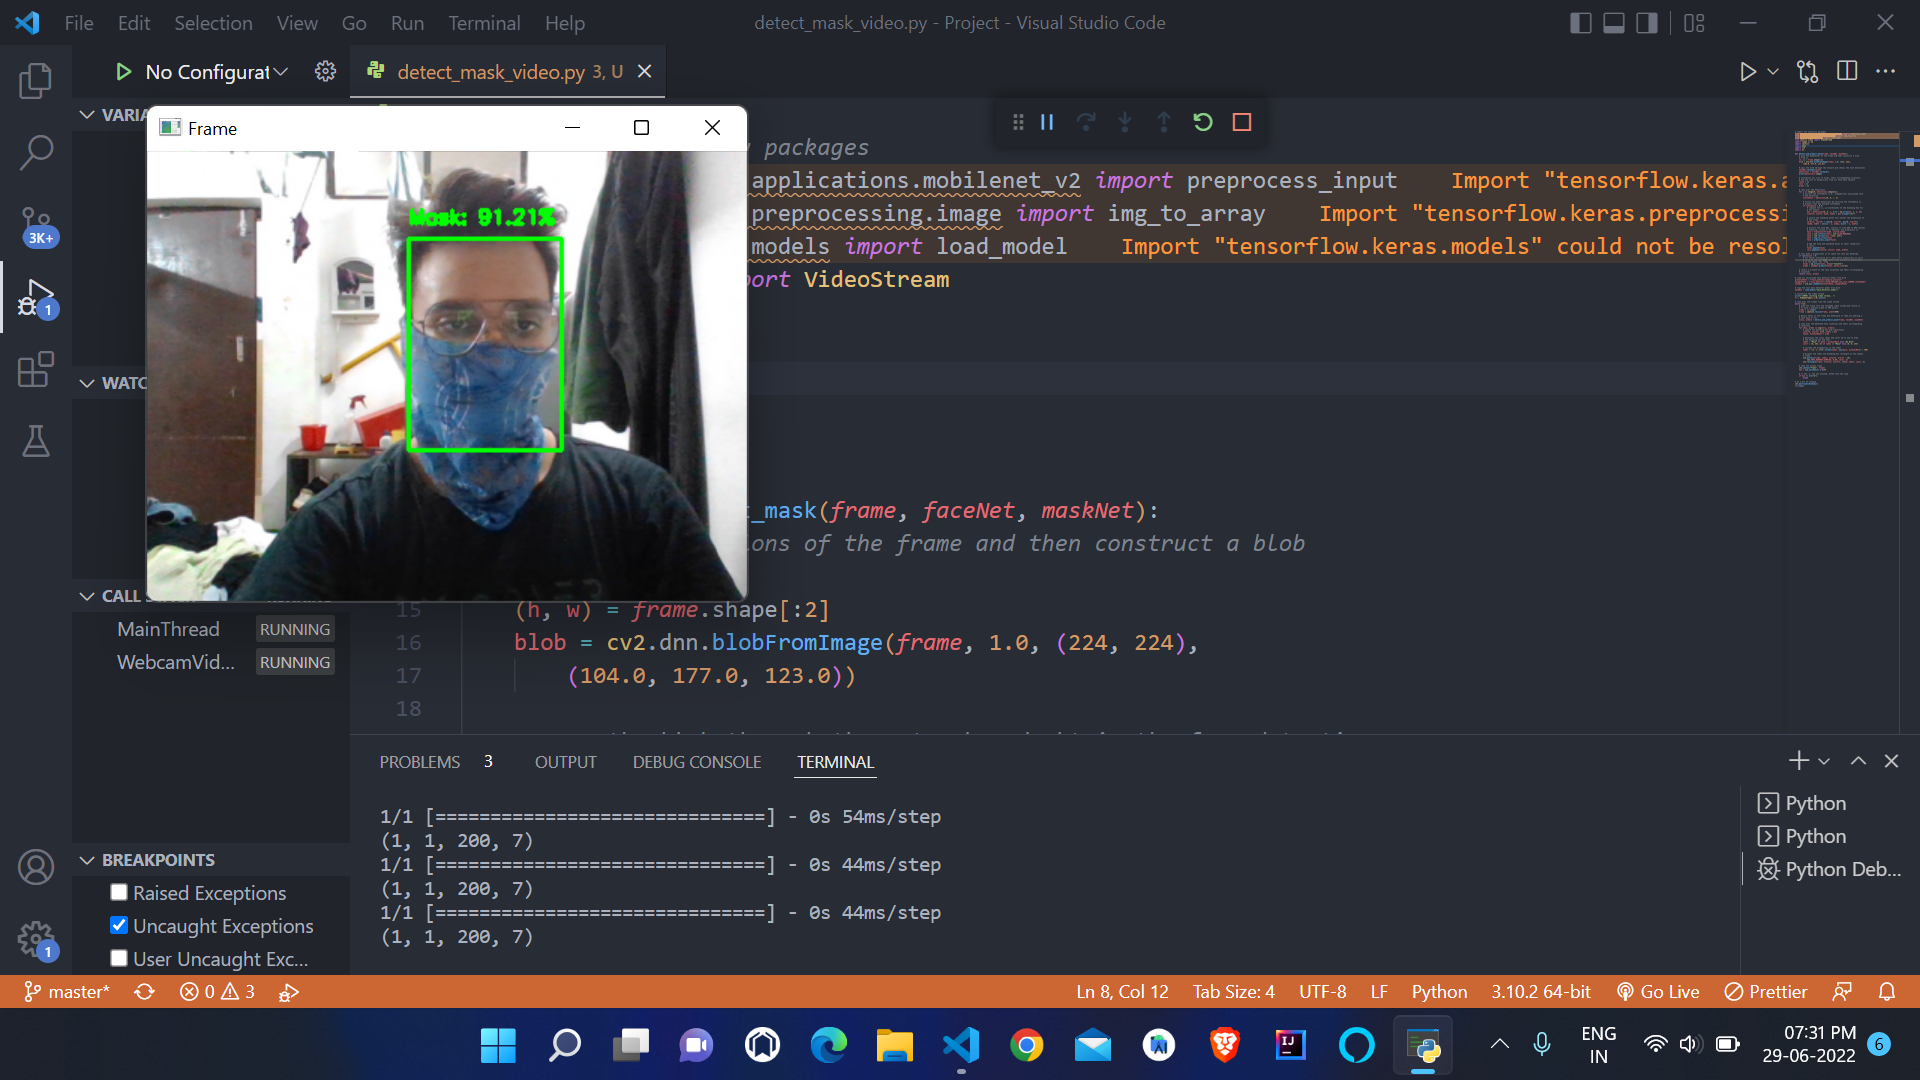 File Edit Selection View Go Run Terminal Help
detect_mask_video.py - Project - Visual Studio Code
No Configurat
detect_mask_video.py 3, U
VARIA
Frame
Mask: 91.21%
packages
applications.mobilenet_v2 import preprocess_input Import "tensorflow.keras.a
preprocessing.image import img_to_array Import "tensorflow.keras.preprocessi
models import load_model Import "tensorflow.keras.models" could not be resol
port VideoStream
3K+
1
WATC
t_mask(frame, faceNet, maskNet):
ons of the frame and then construct a blob
CALL
15 (h, w) = frame.shape[:2]
16 blob = cv2.dnn.blobFromImage(frame, 1.0, (224, 224),
17 (104.0, 177.0, 123.0))
18
MainThread RUNNING
WebcamVid... RUNNING
PROBLEMS 3 OUTPUT DEBUG CONSOLE TERMINAL
1/1 [==============================] - 0s 54ms/step
(1, 1, 200, 7)
1/1 [==============================] - 0s 44ms/step
(1, 1, 200, 7)
1/1 [==============================] - 0s 44ms/step
(1, 1, 200, 7)
Python
Python
Python Deb...
BREAKPOINTS
Raised Exceptions
Uncaught Exceptions
User Uncaught Exc...
1
master* 0 3
Ln 8, Col 12 Tab Size: 4 UTF-8 LF Python 3.10.2 64-bit Go Live Prettier
ENG
IN
07:31 PM
29-06-2022
6